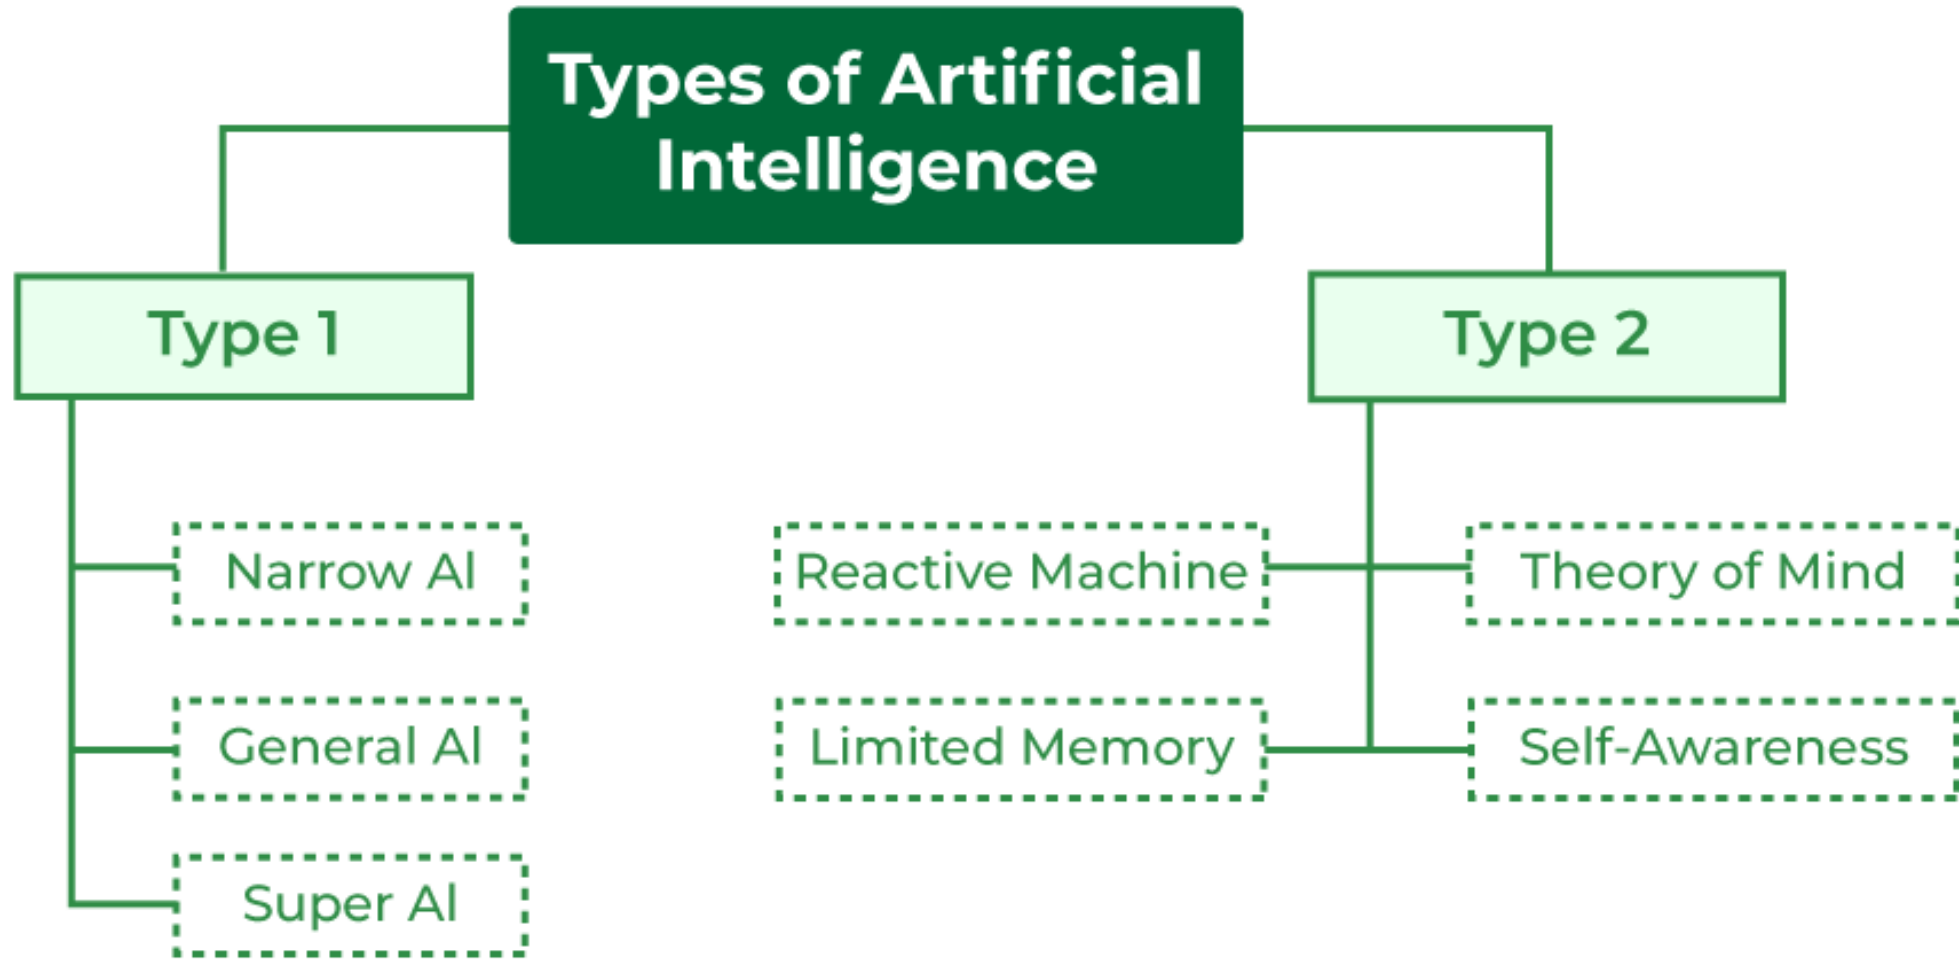 Types of Artificial
Intelligence
Type 1
Type 2
Narrow AI
Reactive Machine
Theory of Mind
General AI
Limited Memory
Self-Awareness
Super AI